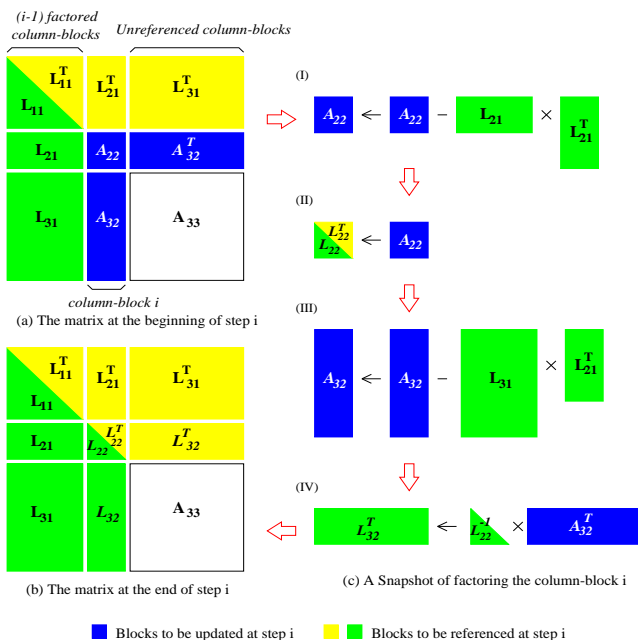 (i-1) factored
column-blocks
Unreferenced column-blocks
L₁₁ᵀ
L₁₁
L₂₁ᵀ
L₃₁ᵀ
L₂₁
A₂₂
A₃₂ᵀ
L₃₁
A₃₂
A₃₃
column-block i
(a) The matrix at the beginning of step i
L₁₁ᵀ
L₁₁
L₂₁ᵀ
L₃₁ᵀ
L₂₁
L₂₂ᵀ
L₂₂
L₃₂ᵀ
L₃₁
L₃₂
A₃₃
(b) The matrix at the end of step i
(I)
A₂₂ ← A₂₂ − L₂₁ × L₂₁ᵀ
(II)
L₂₂ᵀ
L₂₂ ← A₂₂
(III)
A₃₂ ← A₃₂ − L₃₁ × L₂₁ᵀ
(IV)
L₃₂ᵀ ← L₂₂⁻¹ × A₃₂ᵀ
(c) A Snapshot of factoring the column-block i
Blocks to be updated at step i
Blocks to be referenced at step i